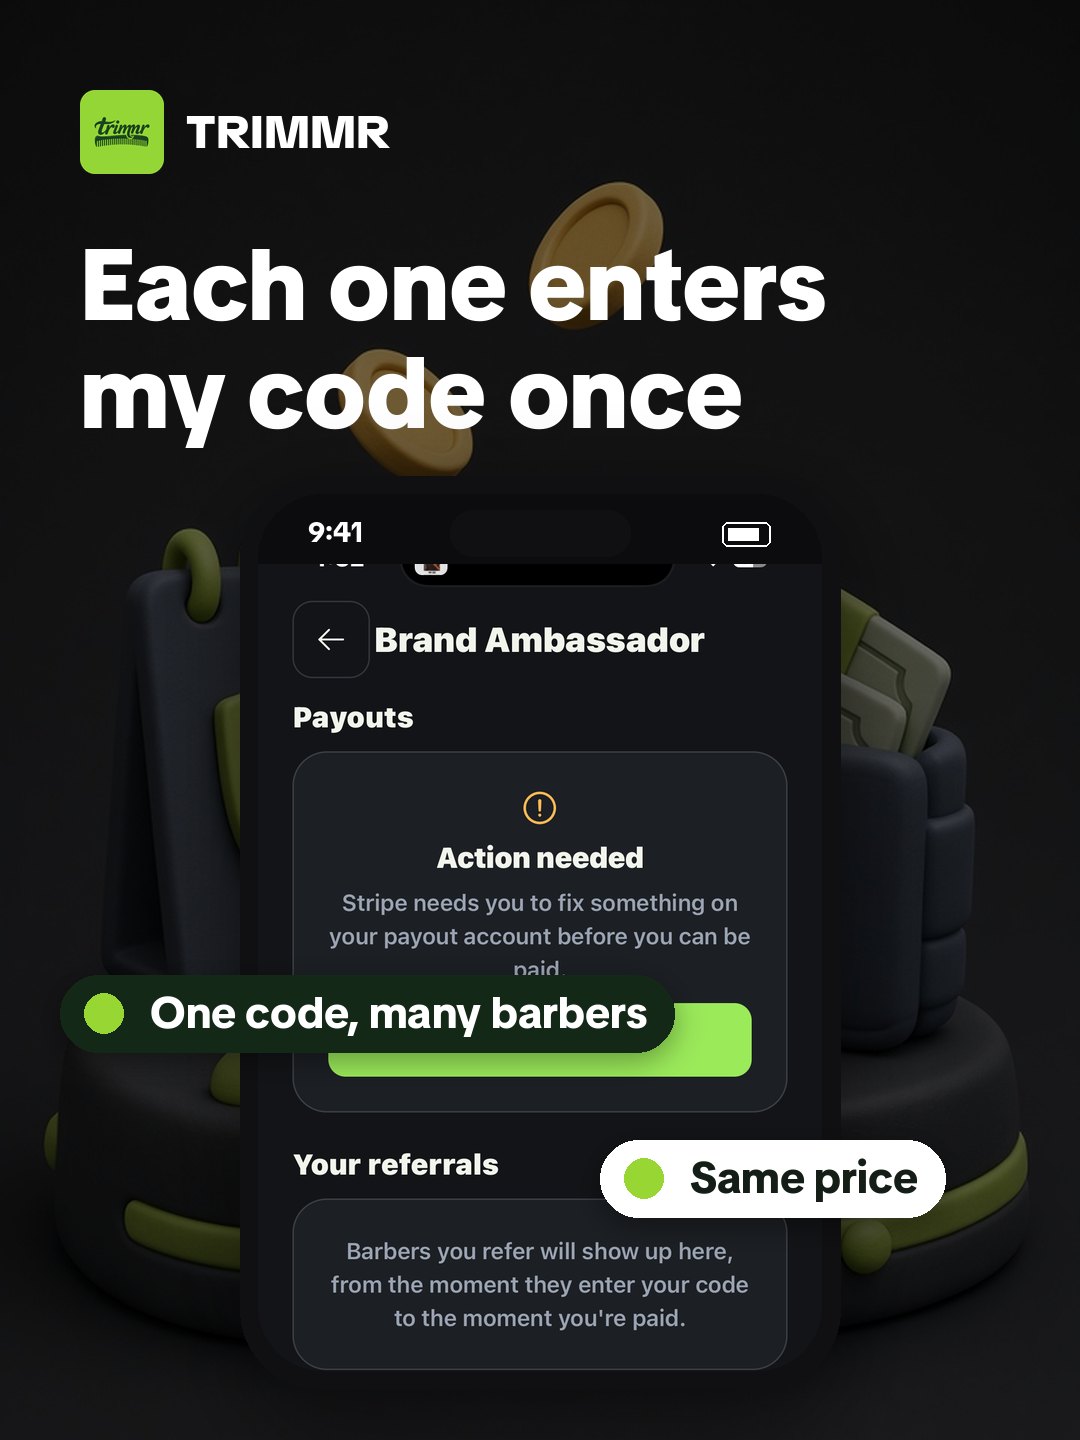 trimmr
TRIMMR
Each one enters
my code once
9:41
Brand Ambassador
Payouts
Action needed
Stripe needs you to fix something on
your payout account before you can be
paid.
One code, many barbers
Your referrals
Same price
Barbers you refer will show up here,
from the moment they enter your code
to the moment you're paid.